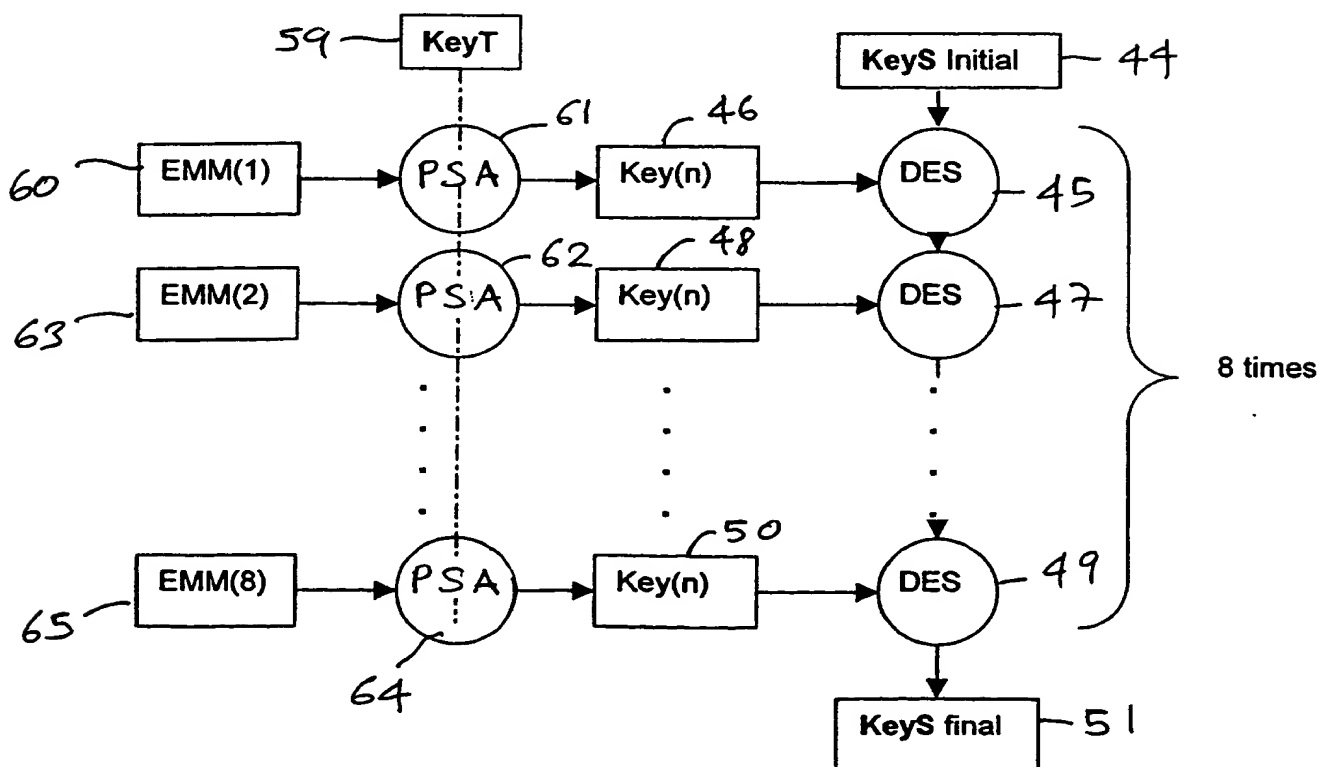 59
KeyT
KeyS Initial
44
61
46
60
EMM(1)
PSA
Key(n)
DES
45
62
48
63
EMM(2)
PSA
Key(n)
DES
47
8 times
50
65
EMM(8)
PSA
Key(n)
DES
49
64
KeyS final
51